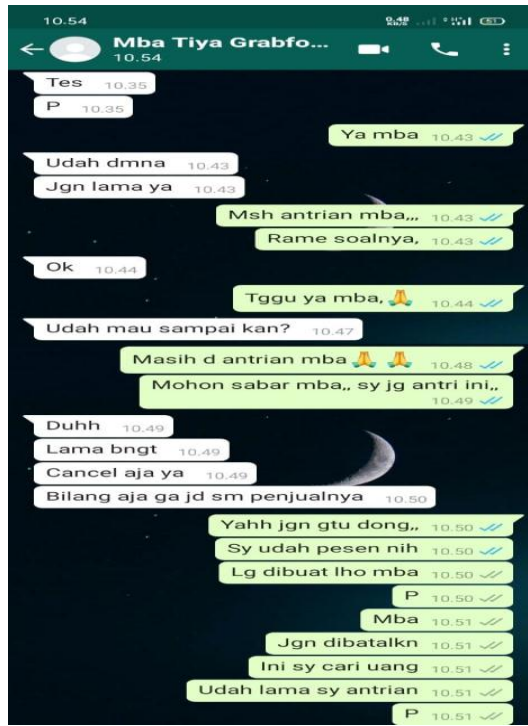 10.54
0,48
KB/S
51
Mba Tiya Grabfo...
10.54
Tes 10.35
P 10.35
Ya mba 10.43
Udah dmna 10.43
Jgn lama ya 10.43
Msh antrian mba,,, 10.43
Rame soalnya, 10.43
Ok 10.44
Tggu ya mba,🙏 10.44
Udah mau sampai kan? 10.47
Masih d antrian mba 🙏 🙏 10.48
Mohon sabar mba,, sy jg antri ini,,
10.49
Duhh 10.49
Lama bngt 10.49
Cancel aja ya 10.49
Bilang aja ga jd sm penjualnya 10.50
Yahh jgn gtu dong,, 10.50
Sy udah pesen nih 10.50
Lg dibuat lho mba 10.50
P 10.50
Mba 10.51
Jgn dibatalkn 10.51
Ini sy cari uang 10.51
Udah lama sy antrian 10.51
P 10.51